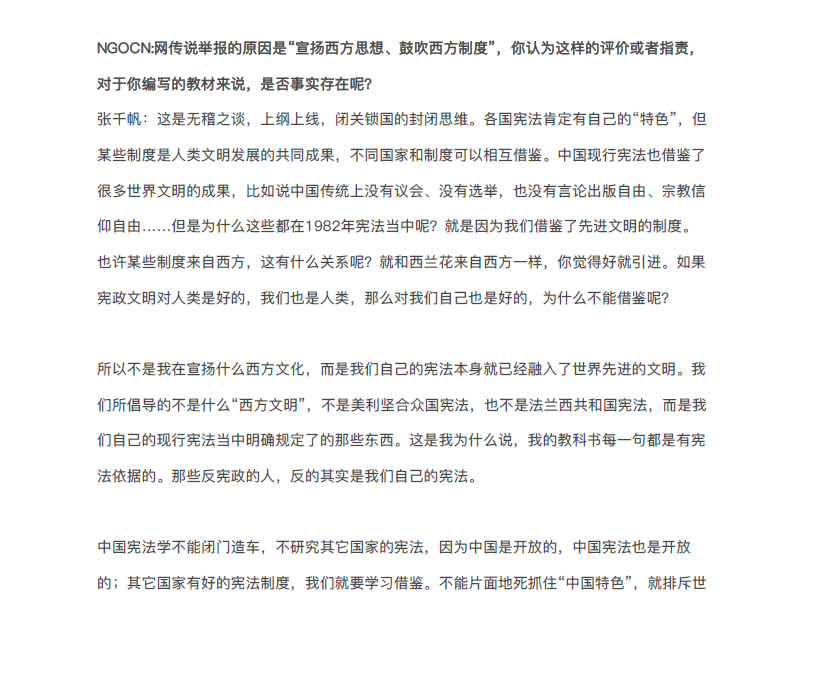 NGOCN:网传说举报的原因是“宣扬西方思想、鼓吹西方制度”，你认为这样的评价或者指责，
对于你编写的教材来说，是否事实存在呢?
张千帆：这是无稽之谈，上纲上线，闭关锁国的封闭思维。各国宪法肯定有自己的“特色”，但
某些制度是人类文明发展的共同成果，不同国家和制度可以相互借鉴。中国现行宪法也借鉴了
很多世界文明的成果，比如说中国传统上没有议会、没有选举，也没有言论出版自由、宗教信
仰自由……但是为什么这些都在1982年宪法当中呢？就是因为我们借鉴了先进文明的制度。
也许某些制度来自西方，这有什么关系呢？就和西兰花来自西方一样，你觉得好就引进。如果
宪政文明对人类是好的，我们也是人类，那么对我们自己也是好的，为什么不能借鉴呢？
所以不是我在宣扬什么西方文化，而是我们自己的宪法本身就已经融入了世界先进的文明。我
们所倡导的不是什么“西方文明”，不是美利坚合众国宪法，也不是法兰西共和国宪法，而是我
们自己的现行宪法当中明确规定了的那些东西。这是我为什么说，我的教科书每一句都是有宪
法依据的。那些反宪政的人，反的其实是我们自己的宪法。
中国宪法学不能闭门造车，不研究其它国家的宪法，因为中国是开放的，中国宪法也是开放
的；其它国家有好的宪法制度，我们就要学习借鉴。不能片面地死抓住“中国特色”，就排斥世